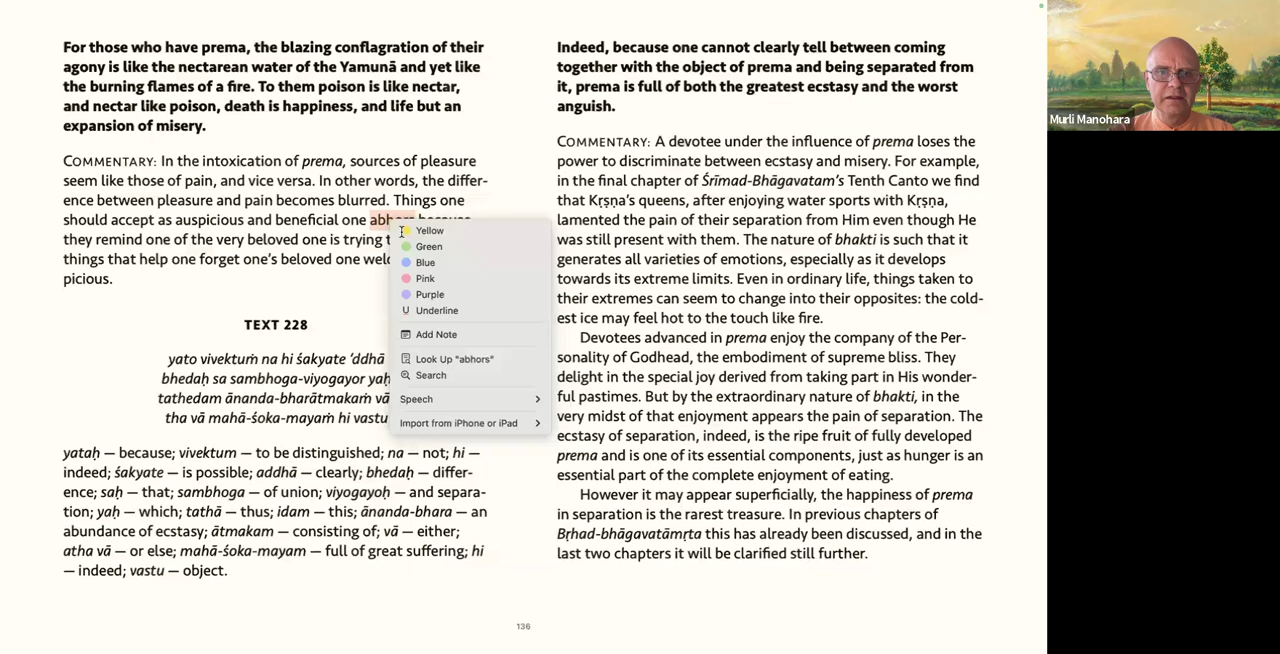 For those who have prema, the blazing conflagration of their
agony is like the nectarean water of the Yamunā and yet like
the burning flames of a fire. To them poison is like nectar,
and nectar like poison, death is happiness, and life but an
expansion of misery.
COMMENTARY: In the intoxication of prema, sources of pleasure
seem like those of pain, and vice versa. In other words, the differ-
ence between pleasure and pain becomes blurred. Things one
should accept as auspicious and beneficial one abhors because
they remind one of the very beloved one is trying
things that help one forget one's beloved one
picious.
TEXT 228
yato viviktuṁ na hi śakyate 'ddhā
bhedaḥ sa sambhoga-viyogayor yaḥ
tathedam ānanda-bharātmakaṁ vā
tha vā mahā-śoka-mayaṁ hi vastu
yataḥ — because; vivektum — to be distinguished; na — not; hi —
indeed; śakyate — is possible; addhā — clearly; bhedaḥ — differ-
ence; saḥ — that; sambhoga — of union; viyogayoḥ — and separa-
tion; yaḥ — which; tathā — thus; idam — this; ānanda-bhara — an
abundance of ecstasy; ātmakam — consisting of; vā — either;
atha vā — or else; mahā-śoka-mayam — full of great suffering; hi
— indeed; vastu — object.
Yellow
Green
Blue
Pink
Purple
Underline
Add Note
Look Up "abhors"
Search
Speech
Import from iPhone or iPad
Indeed, because one cannot clearly tell between coming
together with the object of prema and being separated from
it, prema is full of both the greatest ecstasy and the worst
anguish.
COMMENTARY: A devotee under the influence of prema loses the
power to discriminate between ecstasy and misery. For example,
in the final chapter of Śrīmad-Bhāgavatam's Tenth Canto we find
that Kṛṣṇa's queens, after enjoying water sports with Kṛṣṇa,
lamented the pain of their separation from Him even though He
was still present with them. The nature of bhakti is such that it
generates all varieties of emotions, especially as it develops
towards its extreme limits. Even in ordinary life, things taken to
their extremes can seem to change into their opposites: the cold-
est ice may feel hot to the touch like fire.
Devotees advanced in prema enjoy the company of the Per-
sonality of Godhead, the embodiment of supreme bliss. They
delight in the special joy derived from taking part in His wonder-
ful pastimes. But by the extraordinary nature of bhakti, in the
very midst of that enjoyment appears the pain of separation. The
ecstasy of separation, indeed, is the ripe fruit of fully developed
prema and is one of its essential components, just as hunger is an
essential part of the complete enjoyment of eating.
However it may appear superficially, the happiness of prema
in separation is the rarest treasure. In previous chapters of
Bṛhad-bhāgavatāmṛta this has already been discussed, and in the
last two chapters it will be clarified still further.
136
Murli Manohara